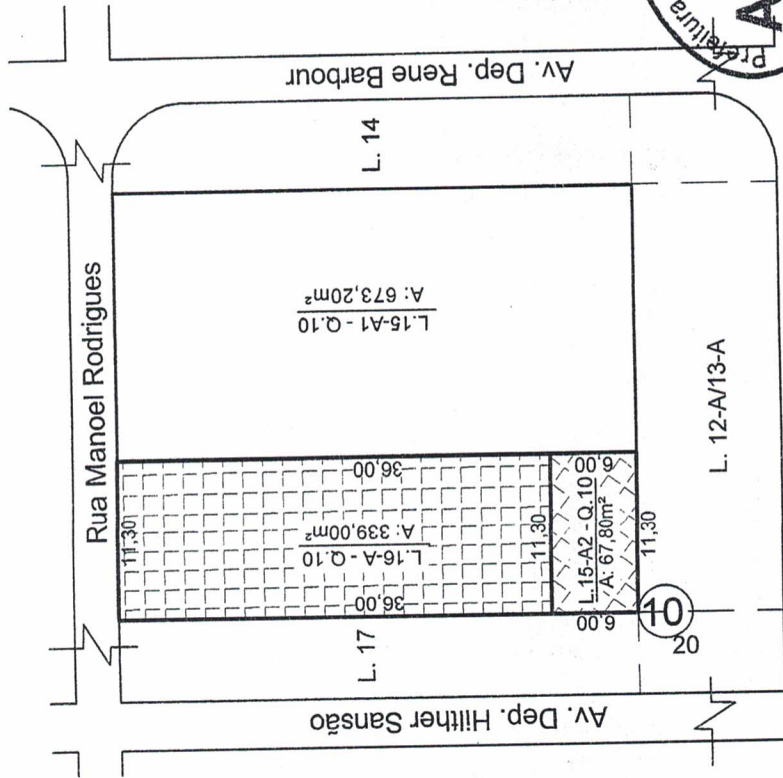 Prefeitura
A
Av. Dep. Rene Barbour
L. 14
Rua Manoel Rodrigues
L.15-A1 - Q.10
A: 673,20m²
36,00
11,30
L.16-A - Q.10
A: 339,00m²
11,30
36,00
6,00
L.15-A2 - Q.10
A: 67,80m²
11,30
6,00
L. 12-A/13-A
L. 17
10
20
Av. Dep. Hilther Sansão